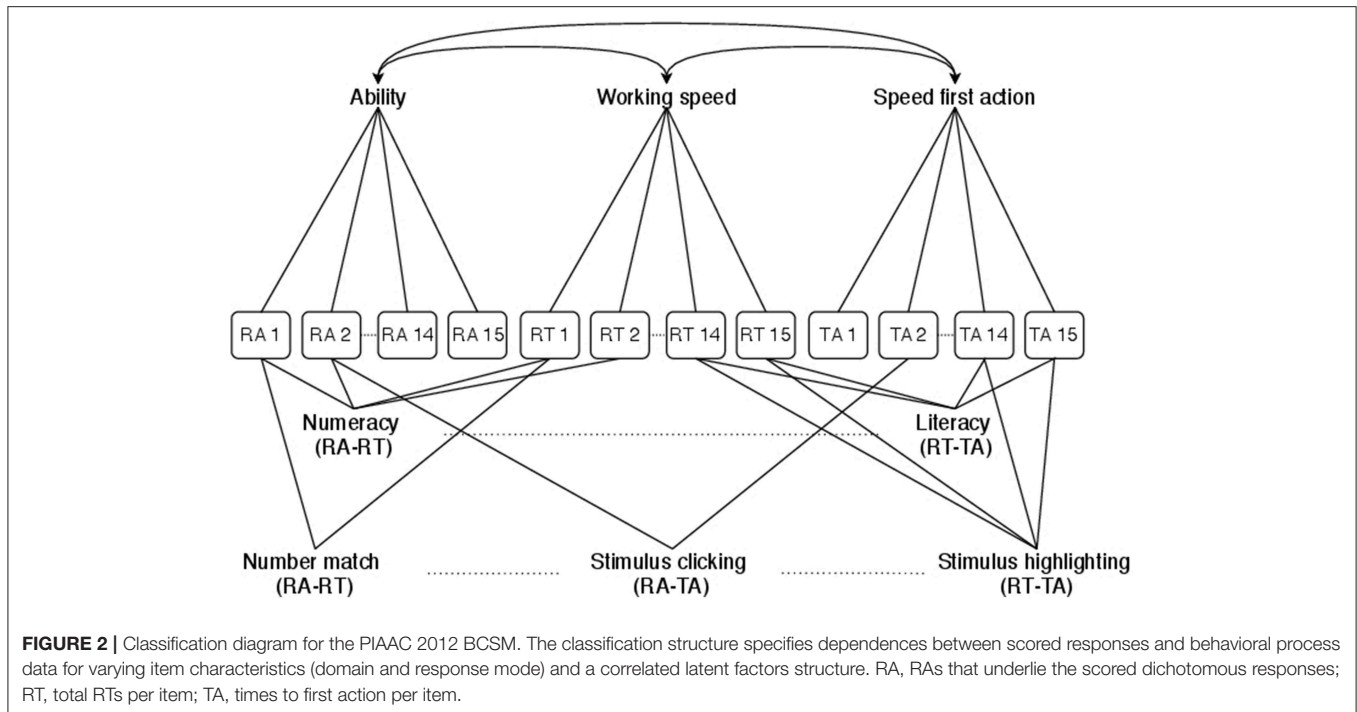 Ability Working speed Speed first action
RA 1 RA 2 RA 14 RA 15 RT 1 RT 2 RT 14 RT 15 TA 1 TA 2 TA 14 TA 15
Numeracy Literacy
(RA-RT) (RT-TA)
Number match Stimulus clicking Stimulus highlighting
(RA-RT) (RA-TA) (RT-TA)
FIGURE 2 | Classification diagram for the PIAAC 2012 BCSM. The classification structure specifies dependences between scored responses and behavioral process
data for varying item characteristics (domain and response mode) and a correlated latent factors structure. RA, RAs that underlie the scored dichotomous responses;
RT, total RTs per item; TA, times to first action per item.